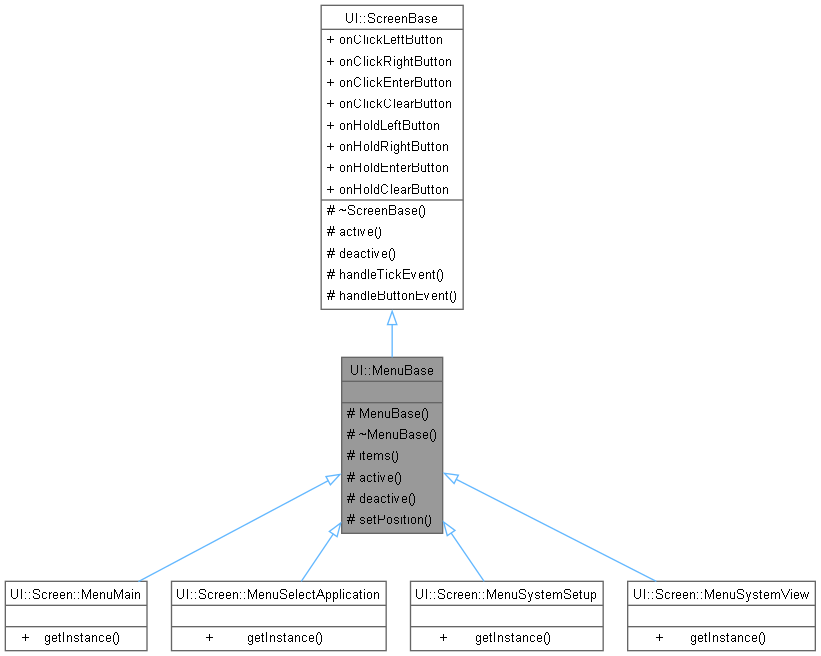 UI::ScreenBase
+ onClickLeftButton
+ onClickRightButton
+ onClickEnterButton
+ onClickClearButton
+ onHoldLeftButton
+ onHoldRightButton
+ onHoldEnterButton
+ onHoldClearButton
# ~ScreenBase()
# active()
# deactive()
# handleTickEvent()
# handleButtonEvent()
UI::MenuBase
# MenuBase()
# ~MenuBase()
# items()
# active()
# deactive()
# setPosition()
UI::Screen::MenuMain
+ getInstance()
UI::Screen::MenuSelectApplication
+ getInstance()
UI::Screen::MenuSystemSetup
+ getInstance()
UI::Screen::MenuSystemView
+ getInstance()